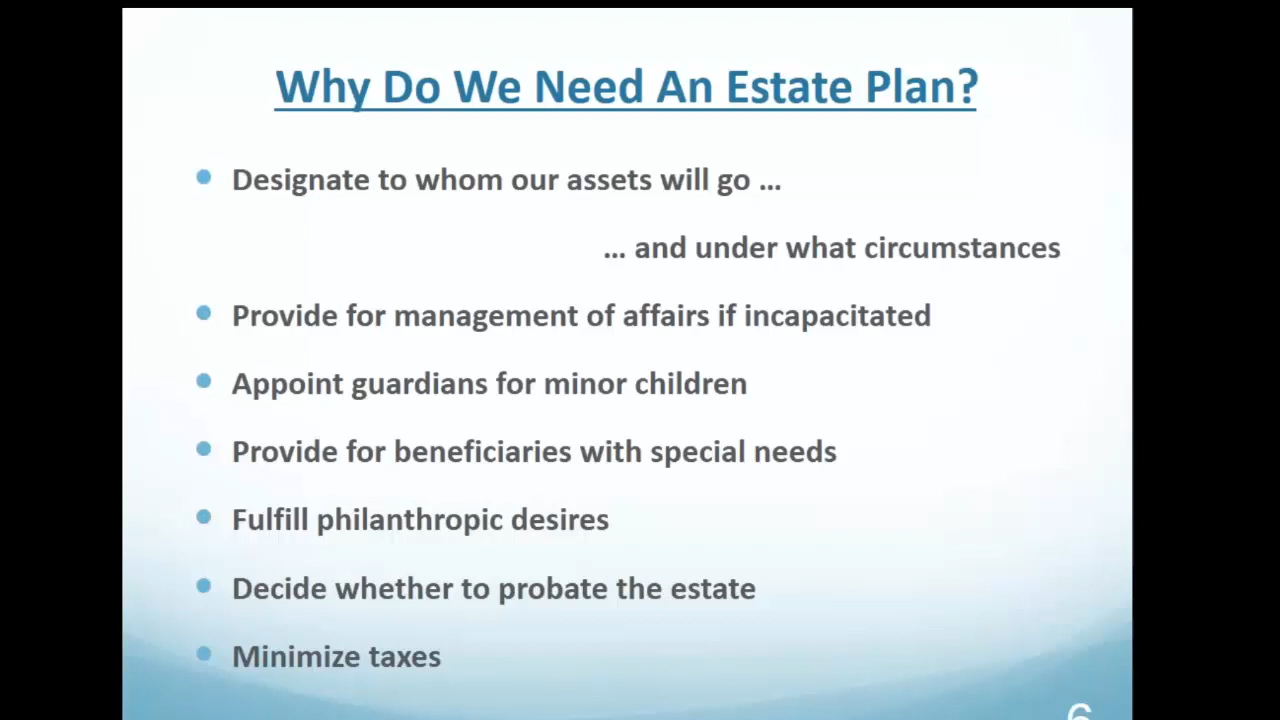 Why Do We Need An Estate Plan?
• Designate to whom our assets will go ...
... and under what circumstances
• Provide for management of affairs if incapacitated
• Appoint guardians for minor children
• Provide for beneficiaries with special needs
• Fulfill philanthropic desires
• Decide whether to probate the estate
• Minimize taxes
6